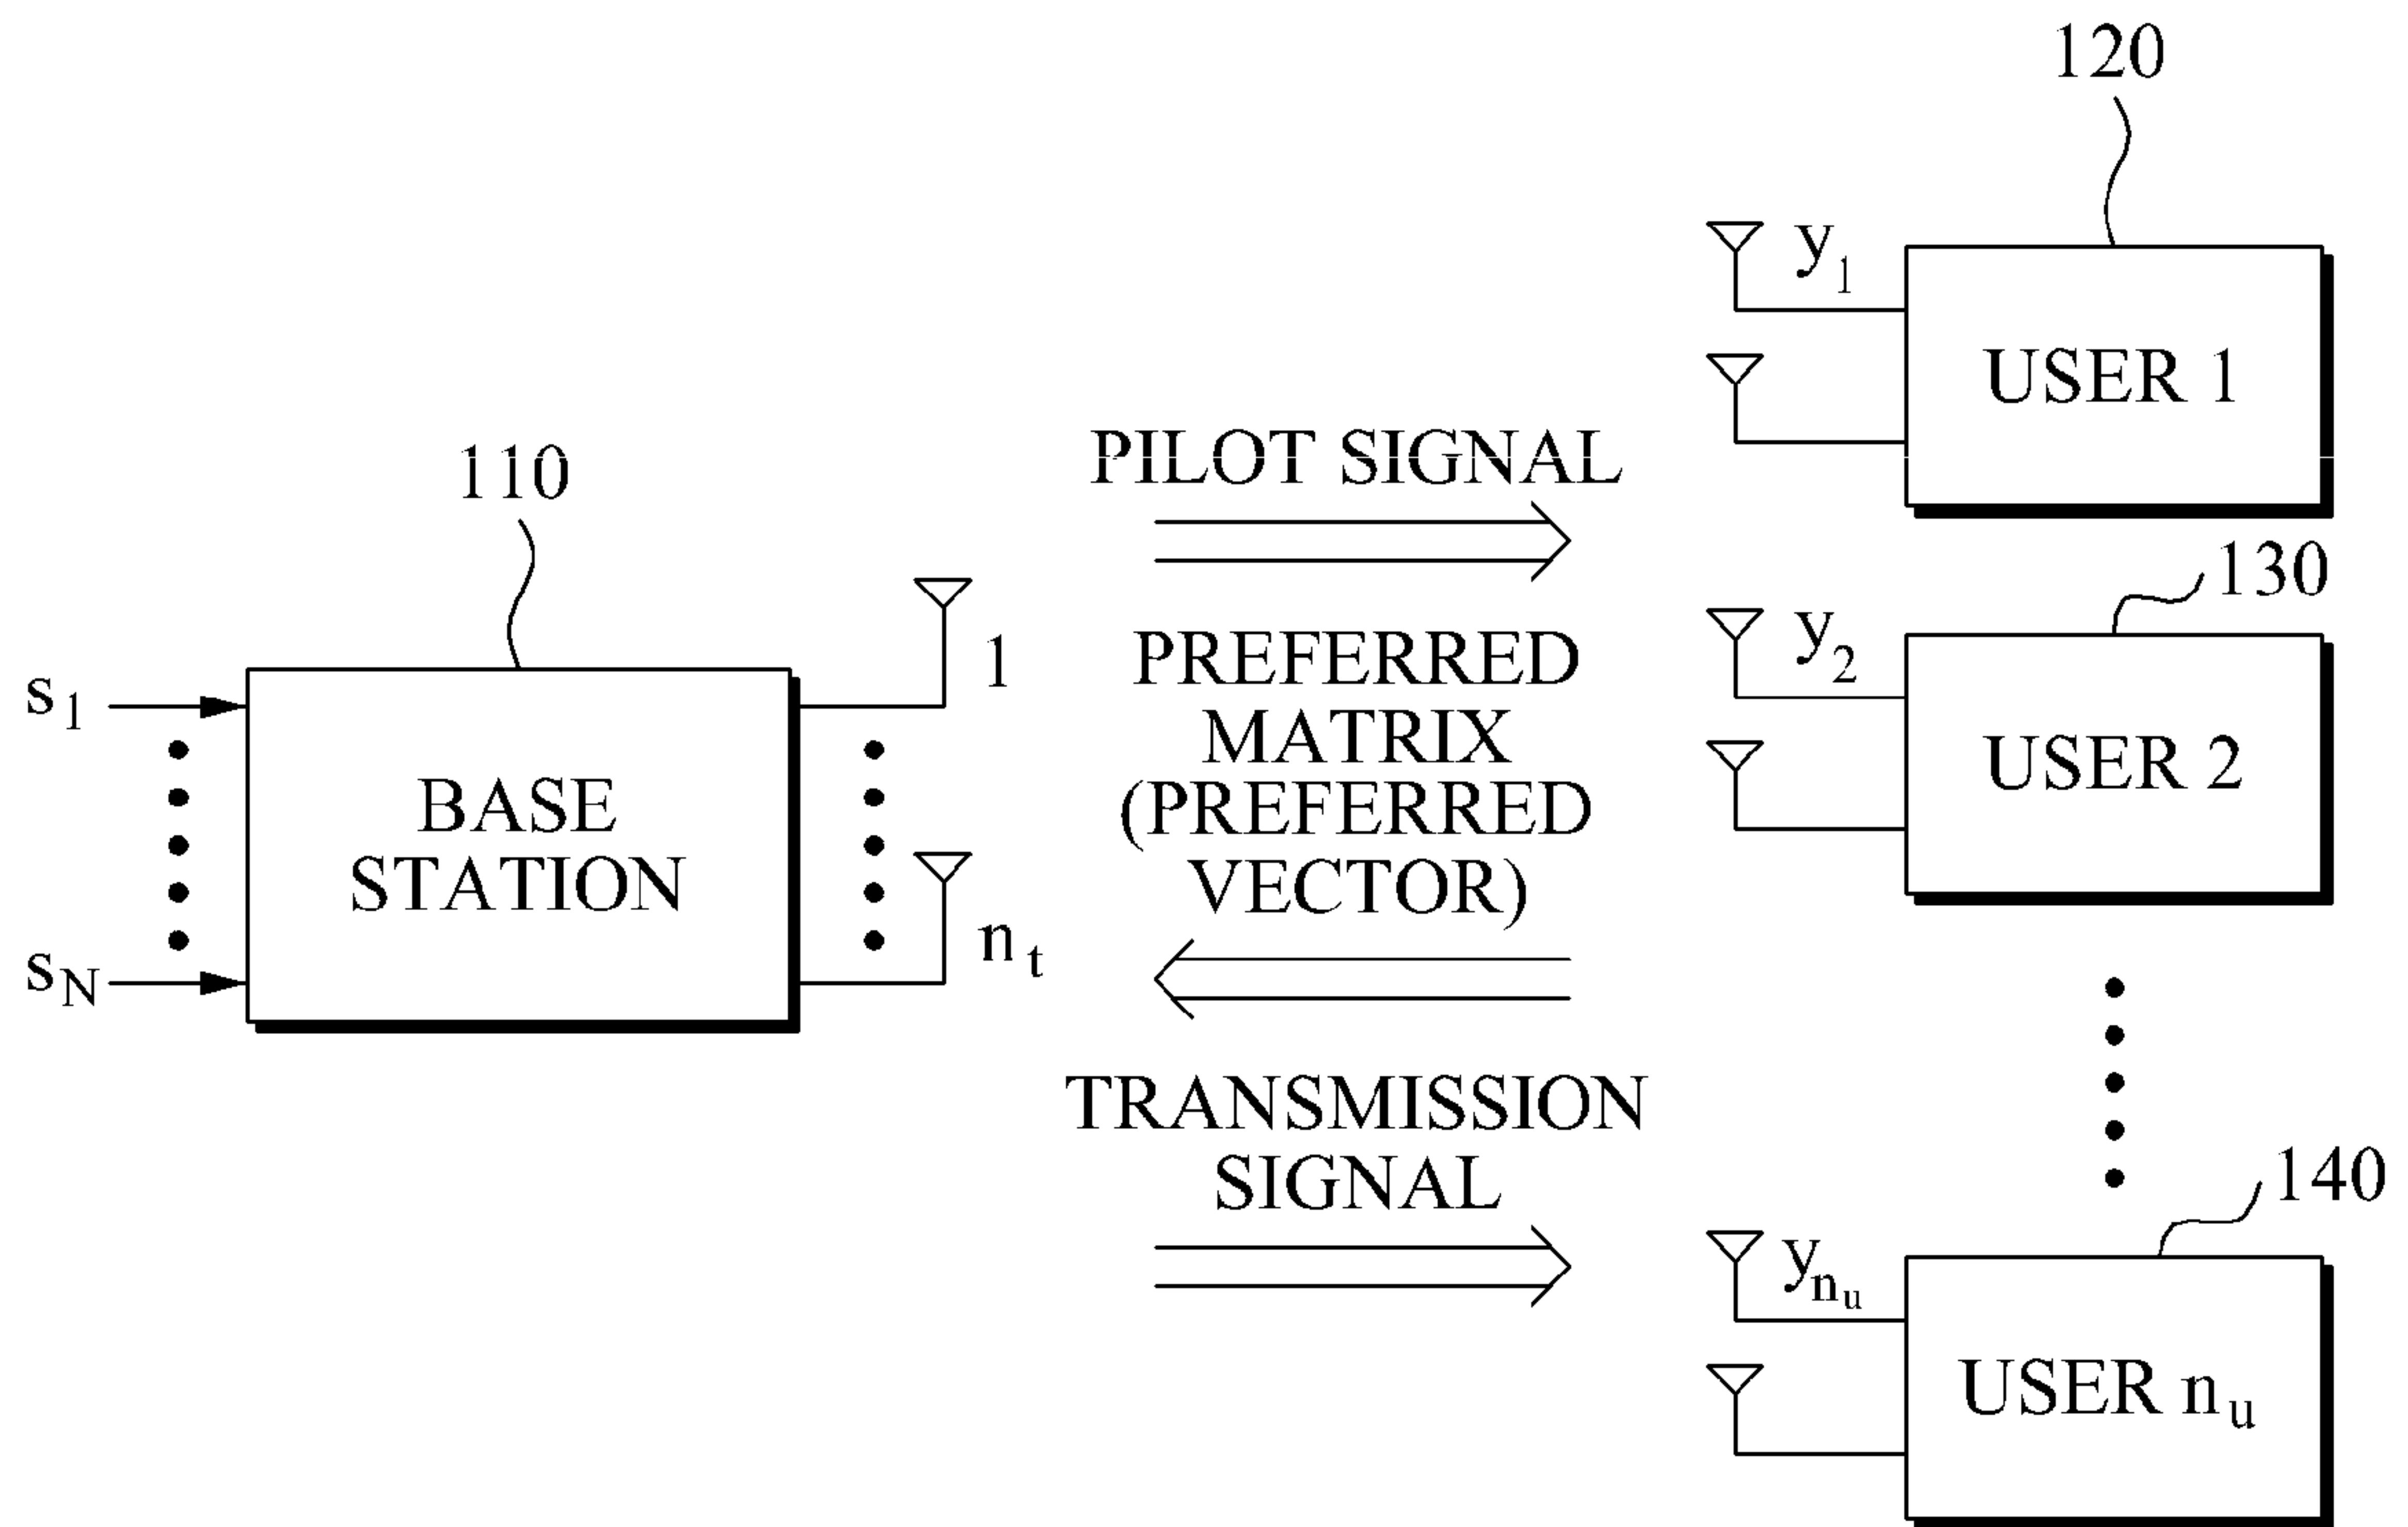 120
y1
USER 1
110
PILOT SIGNAL
130
1
PREFERRED
MATRIX
(PREFERRED
VECTOR)
y2
USER 2
s1
BASE
STATION
sN
nt
TRANSMISSION
SIGNAL
140
ynu
USER nu